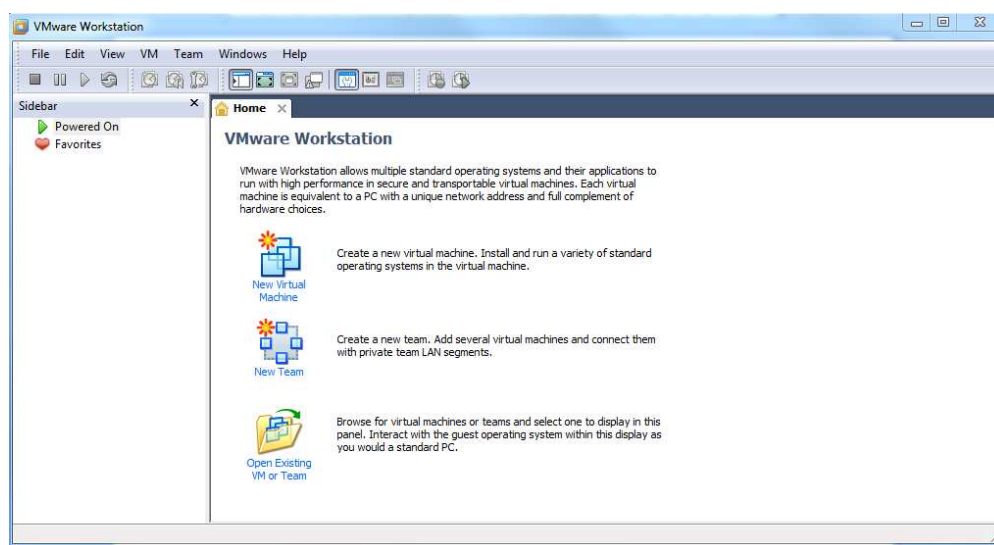 VMware Workstation
File Edit View VM Team Windows Help
Sidebar
Powered On
Favorites
Home
VMware Workstation
VMware Workstation allows multiple standard operating systems and their applications to
run with high performance in secure and transportable virtual machines. Each virtual
machine is equivalent to a PC with a unique network address and full complement of
hardware choices.
New Virtual
Machine
Create a new virtual machine. Install and run a variety of standard
operating systems in the virtual machine.
New Team
Create a new team. Add several virtual machines and connect them
with private team LAN segments.
Open Existing
VM or Team
Browse for virtual machines or teams and select one to display in this
panel. Interact with the guest operating system within this display as
you would a standard PC.